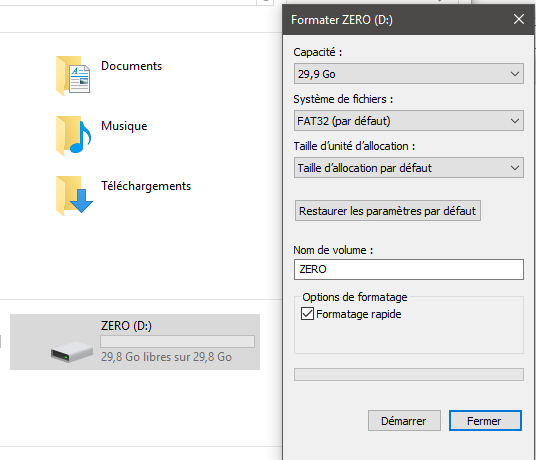 Documents
Musique
Téléchargements
ZERO (D:)
29,8 Go libres sur 29,8 Go
Formater ZERO (D:)
Capacité :
29,9 Go
Système de fichiers :
FAT32 (par défaut)
Taille d'unité d'allocation :
Taille d'allocation par défaut
Restaurer les paramètres par défaut
Nom de volume :
ZERO
Options de formatage
Formatage rapide
Démarrer
Fermer